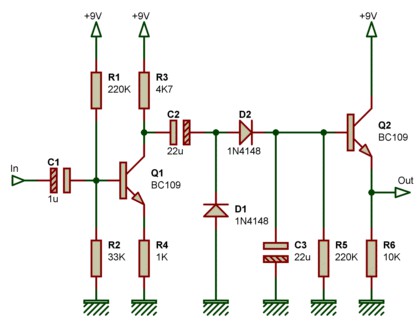 +9V +9V +9V
R1
220K
R3
4K7
C2
22u
D2
1N4148
Q2
BC109
In
C1
1u
Q1
BC109
D1
1N4148
Out
R2
33K
R4
1K
C3
22u
R5
220K
R6
10K